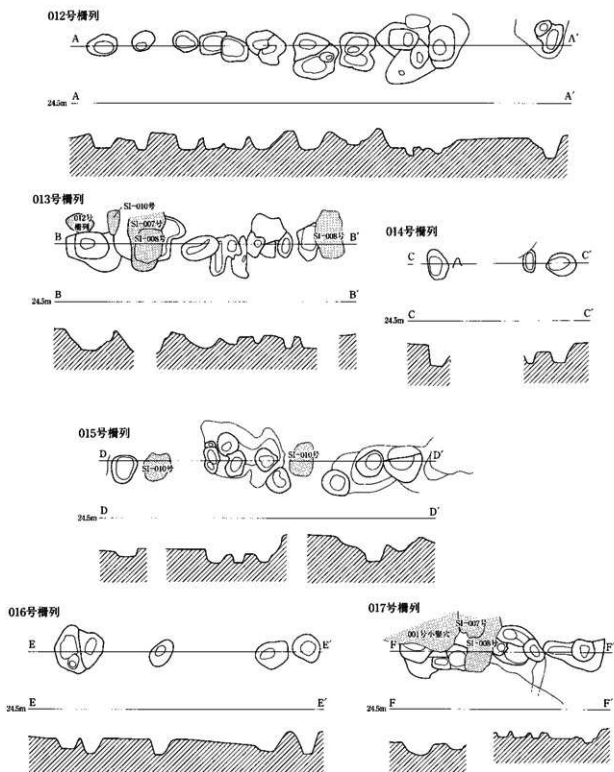 012号柵列
A A′
24.5m A A′
013号柵列
SI-010号
012号
柵列
SI-007号
SI-008号
SI-008号
B B′
24.5m B B′
014号柵列
C C′
24.5m C C′
015号柵列
D SI-010号 SI-010号 D′
24.5m D D′
016号柵列
E E′
24.5m E E′
017号柵列
SI-007号
001号小竪穴
SI-008号
F F′
24.5m F F′